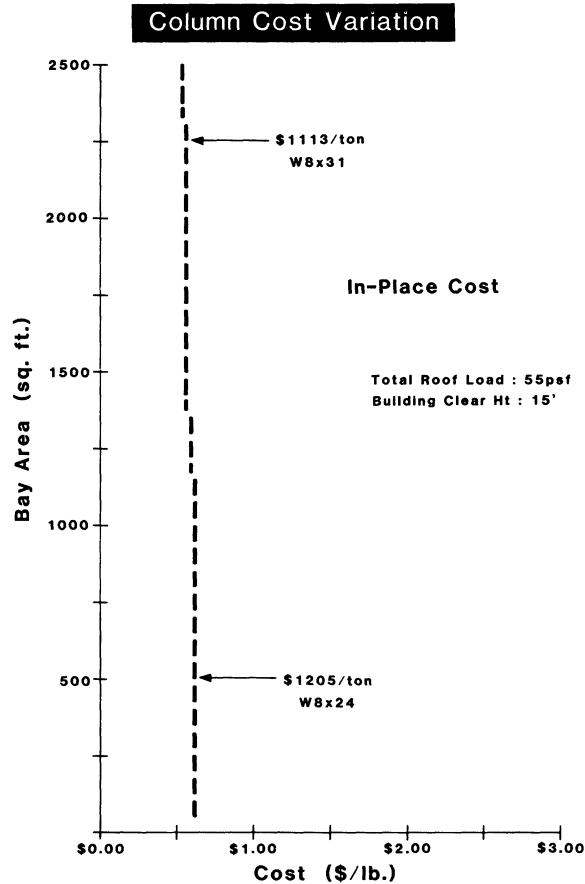 Column Cost Variation
2500
$1113/ton
W8x31
2000
In-Place Cost
1500
Total Roof Load : 55psf
Building Clear Ht : 15'
Bay Area (sq. ft.)
1000
500
$1205/ton
W8x24
$0.00 $1.00 $2.00 $3.00
Cost ($/lb.)